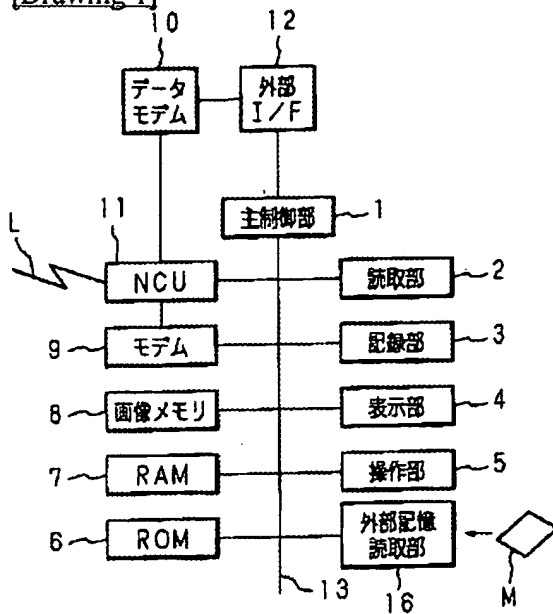 [Drawing 1]
10
12
データ
モデム
外部
I/F
主制御部
1
L
11
NCU
読取部
2
9
モデム
記録部
3
8
画像メモリ
表示部
4
7
RAM
操作部
5
6
ROM
外部記憶
読取部
13
16
M